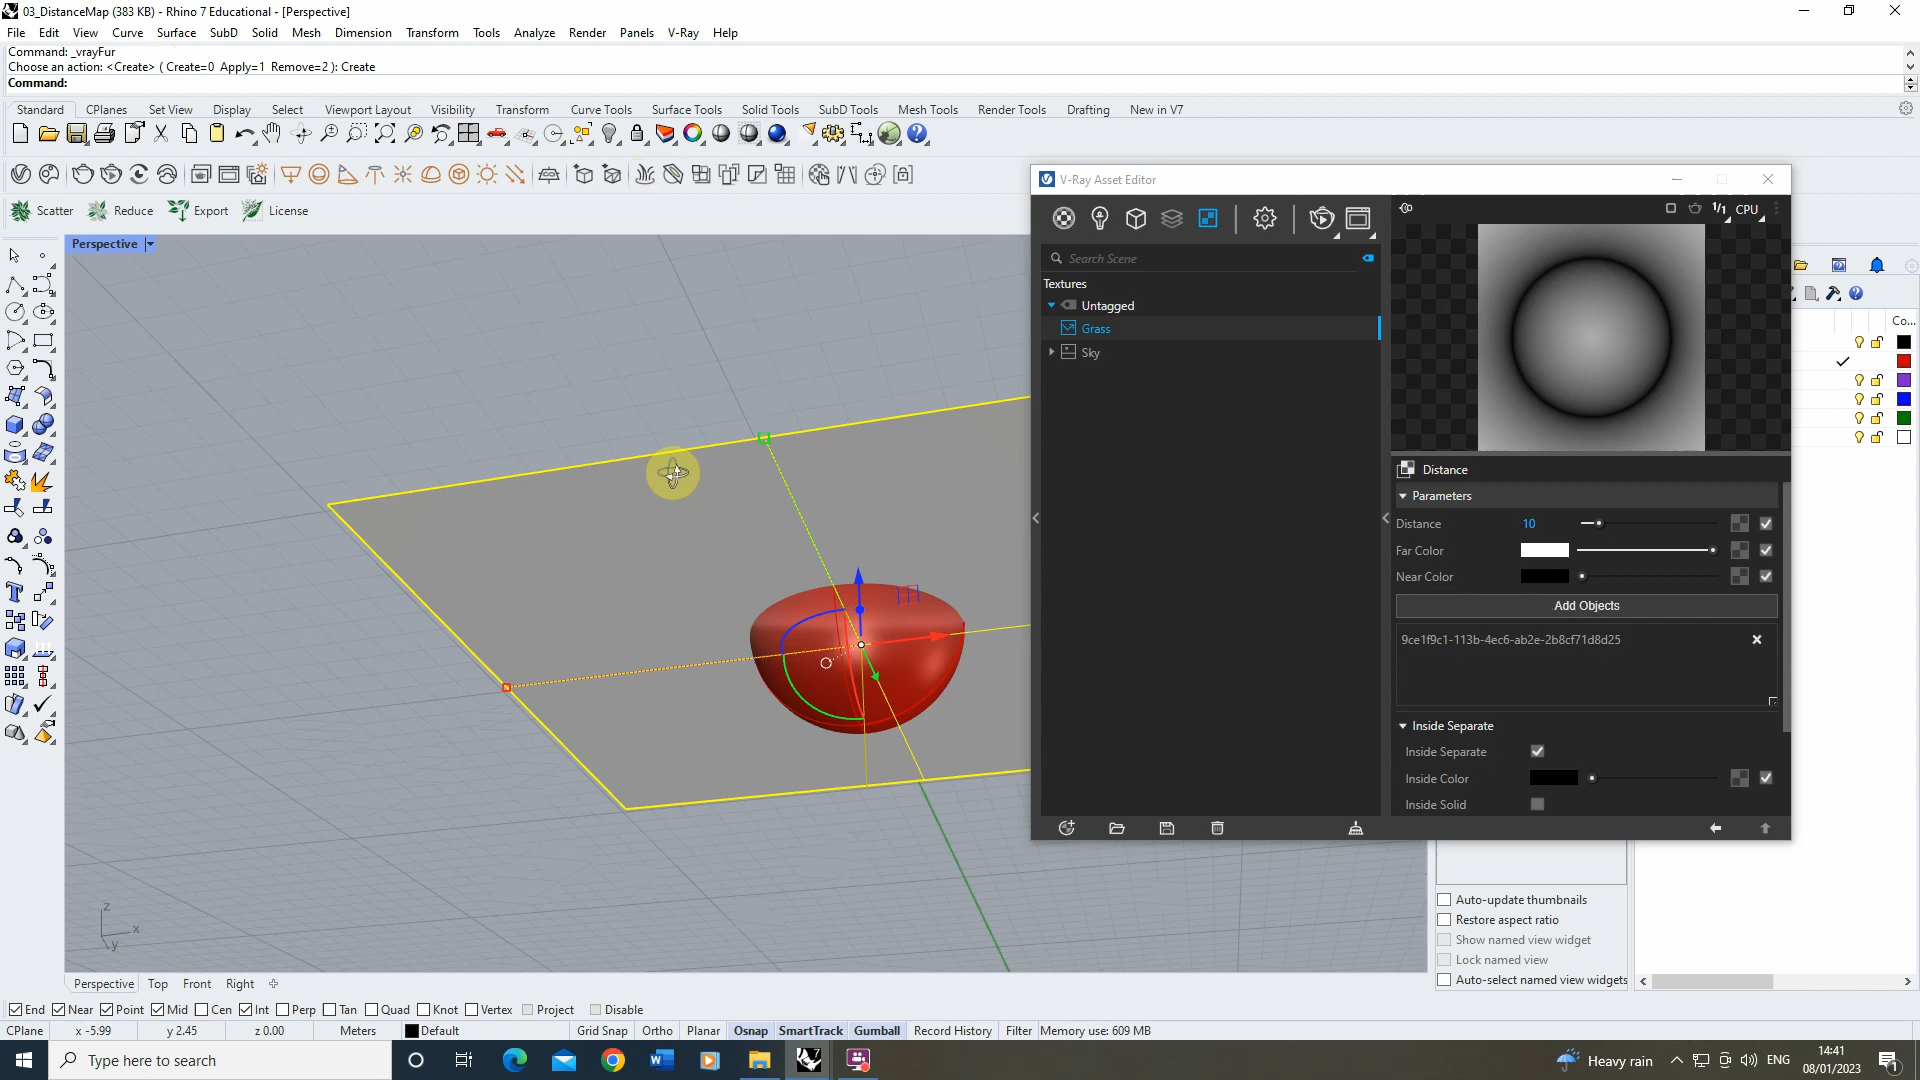 03_DistanceMap (383 KB) - Rhino 7 Educational - [Perspective]
File Edit View Curve Surface SubD Solid Mesh Dimension Transform Tools Analyze Render Panels V-Ray Help
Command: _vrayFur
Choose an action: <Create> ( Create=0 Apply=1 Remove=2 ): Create
Command:
Standard CPlanes Set View Display Select Viewport Layout Visibility Transform Curve Tools Surface Tools Solid Tools SubD Tools Mesh Tools Render Tools Drafting New in V7
Scatter Reduce Export License
Perspective
V-Ray Asset Editor
1/1 CPU
Search Scene
Textures
Untagged
Grass
Sky
Co...
Distance
Parameters
Distance 10
Far Color
Near Color
Add Objects
9ce1f9c1-113b-4ec6-ab2e-2b8cf71d8d25
Inside Separate
Inside Separate
Inside Color
Inside Solid
Auto-update thumbnails
Restore aspect ratio
Show named view widget
Lock named view
Auto-select named view widgets
z
x
y
Perspective Top Front Right
End Near Point Mid Cen Int Perp Tan Quad Knot Vertex Project Disable
CPlane x -5.99 y 2.45 z 0.00 Meters Default Grid Snap Ortho Planar Osnap SmartTrack Gumball Record History Filter Memory use: 609 MB
Type here to search
Heavy rain
ENG
14:41
08/01/2023
1